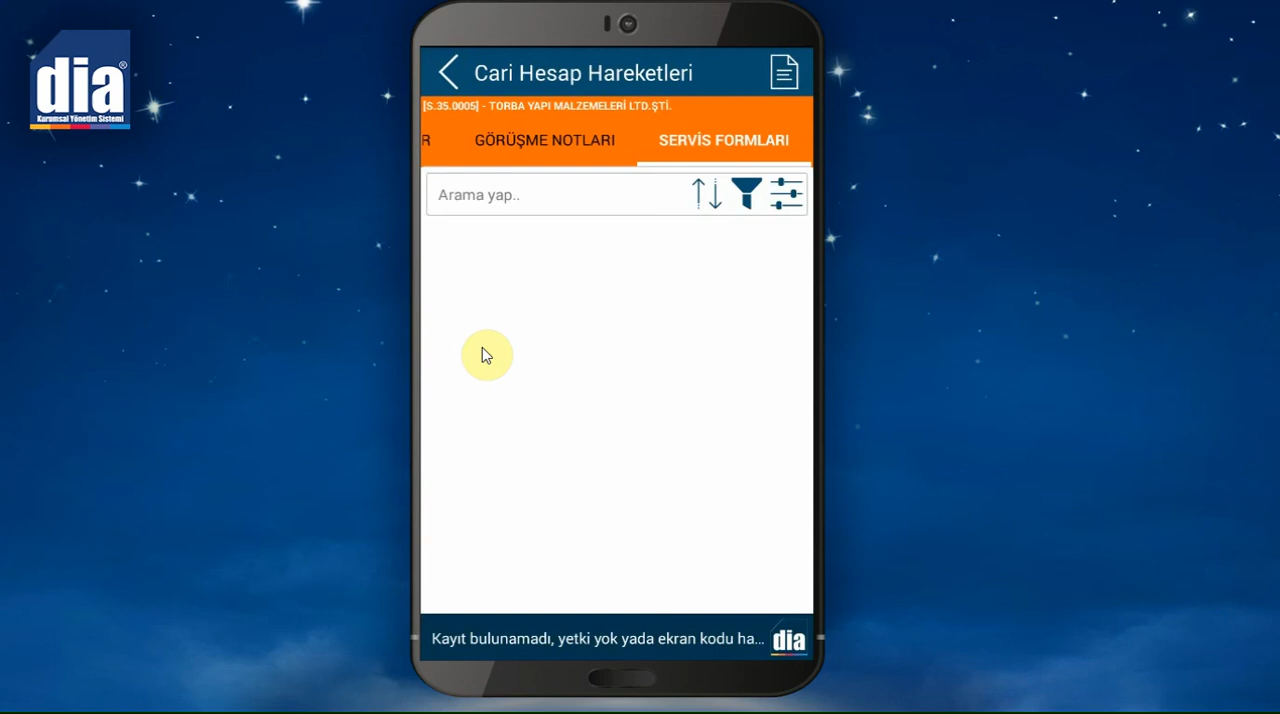 dia®
Kurumsal Yönetim Sistemi
Cari Hesap Hareketleri
[S.35.0005] - TORBA YAPI MALZEMELERİ LTD.ŞTİ.
R GÖRÜŞME NOTLARI SERVİS FORMLARI
Arama yap..
Kayıt bulunamadı, yetki yok yada ekran kodu ha...
dia